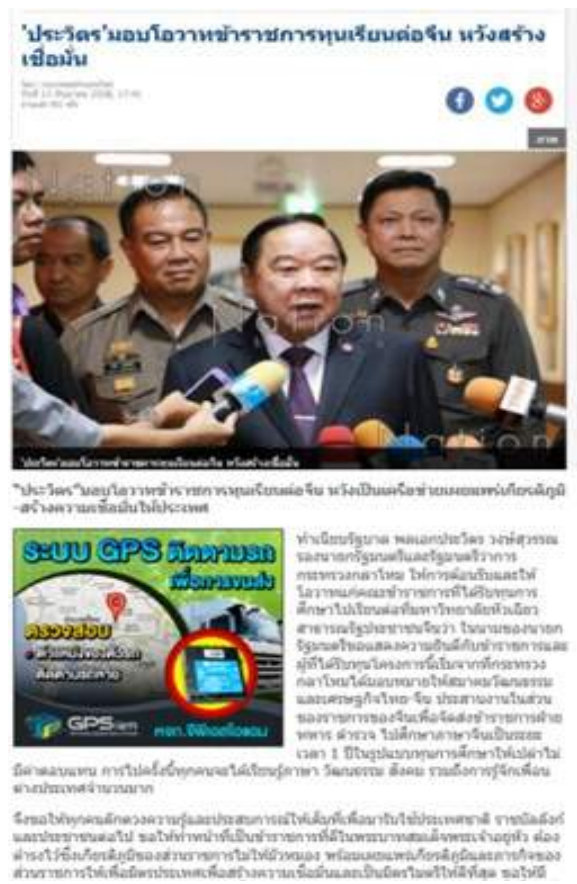 'ประวิตร'มอบโอวาทข้าราชการทุนเรียนต่อจีน หวังสร้าง
เชื่อมั่น
ภาพ
Nation
Nation
Nation
'ประวิตร'มอบโอวาทข้าราชการทุนเรียนต่อจีน หวังสร้างเชื่อมั่น
"ประวิตร"มอบโอวาทข้าราชการทุนเรียนต่อจีน หวังเป็นเครือข่ายเผยแพร่เกียรติภูมิ
-สร้างความเชื่อมั่นให้ประเทศ
ระบบ GPS ติดตามรถ
เพื่อการขนส่ง
ตรวจสอบ
ติดตามรถหาย
GPSiam
หจก. จีพีเอสไอแอม
ทำเนียบรัฐบาล พลเอกประวิตร วงษ์สุวรรณ
รองนายกรัฐมนตรีและรัฐมนตรีว่าการ
กระทรวงกลาโหม ให้การต้อนรับและให้
โอวาทแก่คณะข้าราชการที่ได้รับทุนการ
ศึกษาไปเรียนต่อที่มหาวิทยาลัยหัวเฉียว
สาธารณรัฐประชาชนจีนว่า ในนามของนายก
รัฐมนตรีขอแสดงความยินดีกับข้าราชการและ
ผู้ที่ได้รับทุนโครงการนี้เริ่มจากที่กระทรวง
กลาโหมได้มอบหมายให้สมาคมวัฒนธรรม
และเศรษฐกิจไทย-จีน ประสานงานในส่วน
ของราชการของจีนเพื่อจัดส่งข้าราชการฝ่าย
ทหาร ตำรวจ ไปศึกษาภาษาจีนเป็นระยะ
เวลา 1 ปีในรูปแบบทุนการศึกษาให้เปล่าไม่
มีค่าตอบแทน การไปครั้งนี้ทุกคนจะได้เรียนรู้ภาษา วัฒนธรรม สังคม รวมถึงการรู้จักเพื่อน
ต่างประเทศจำนวนมาก
จึงขอให้ทุกคนตักตวงความรู้และประสบการณ์ให้เต็มที่เพื่อมารับใช้ประเทศชาติ ราชบัลลังก์
และประชาชนต่อไป ขอให้ทำหน้าที่เป็นข้าราชการที่ดีในพระบาทสมเด็จพระเจ้าอยู่หัว ต้อง
ดำรงไว้ซึ่งเกียรติภูมิของส่วนราชการไม่ให้มัวหมอง พร้อมเผยแพร่เกียรติภูมิและภารกิจของ
ส่วนราชการให้เพื่อมิตรประเทศเพื่อสร้างความเชื่อมั่นและเป็นมิตรไมตรีให้ดีที่สุด ขอให้มี